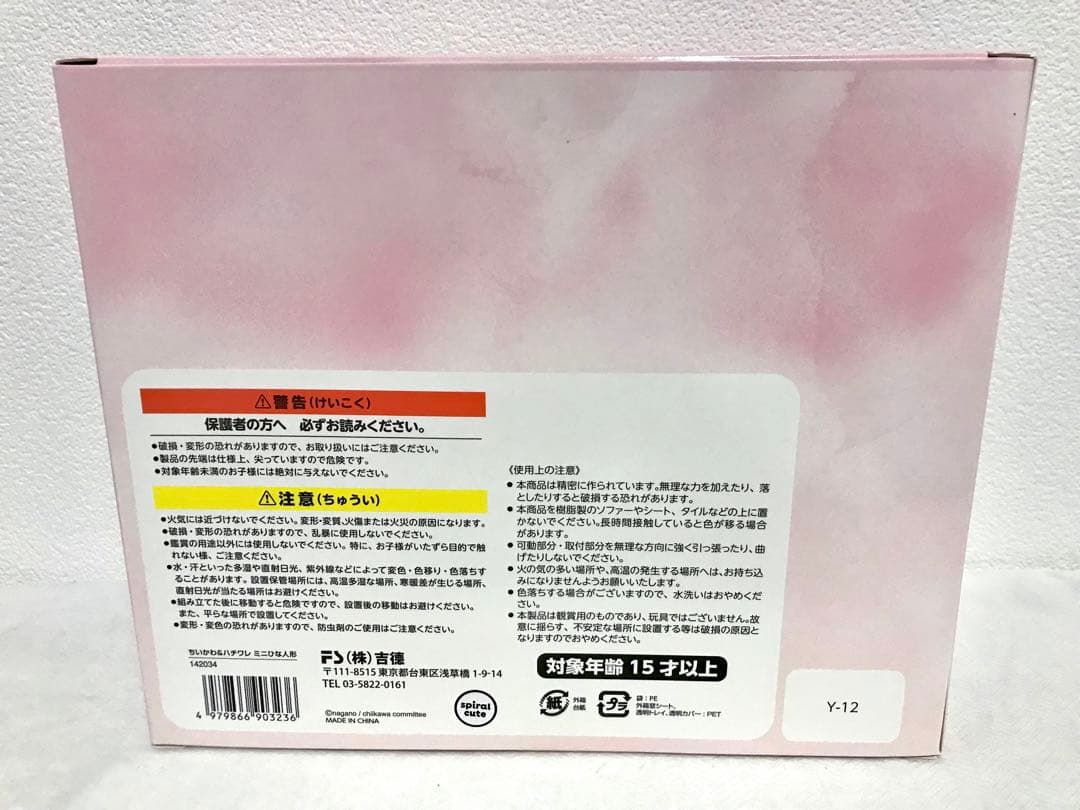 ⚠警告(けいこく)
保護者の方へ 必ずお読みください。
●破損・変形の恐れがありますので、お取り扱いにはご注意ください。
●製品の先端は仕様上、尖っていますので危険です。
●対象年齢未満のお子様には絶対に与えないでください。
⚠注意(ちゅうい)
●火気には近づけないでください。変形・変質、火傷または火災の原因になります。
●破損・変形の恐れがありますので、乱暴に使用しないでください。
●鑑賞の用途以外には使用しないでください。特に、お子様がいたずら目的で触
れない様、ご注意ください。
●水・汗といった多湿や直射日光、紫外線などによって変色・色移り・色落ちす
ることがあります。設置保管場所には、高温多湿な場所、寒暖差が生じる場所、
直射日光が当たる場所はお避けください。
●組み立てた後に移動すると危険ですので、設置後の移動はお避けください。
また、平らな場所で設置してください。
●変形・変色の恐れがありますので、防虫剤のご使用はご注意ください。
ちいかわ&ハチワレ ミニひな人形
142034
4 979866 903236
FS(株)吉德
〒111-8515 東京都台東区浅草橋 1-9-14
TEL 03-5822-0161
©nagano / chiikawa committee
MADE IN CHINA
spiral
cute
《使用上の注意》
● 本商品は精密に作られています。無理な力を加えたり、落
としたりすると破損する恐れがあります。
● 本商品を樹脂製のソファーやシート、タイルなどの上に置
かないでください。長時間接触していると色が移る場合
があります。
● 可動部分・取付部分を無理な方向に強く引っ張ったり、曲
げたりしないでください。
● 火の気の多い場所や、高温の発生する場所へは、お持ち込
みになりませんようお願いいたします。
● 色落ちする場合がございますので、水洗いはおやめくだ
さい。
● 本製品は観賞用のものであり、玩具ではございません。故
意に揺らす、不安定な場所に設置する等は破損の原因と
なりますのでおやめください。
対象年齢 15 才以上
紙
外箱
台紙
プラ
袋:PE
外箱窓シート、
透明トレイ、透明カバー:PET
Y-12